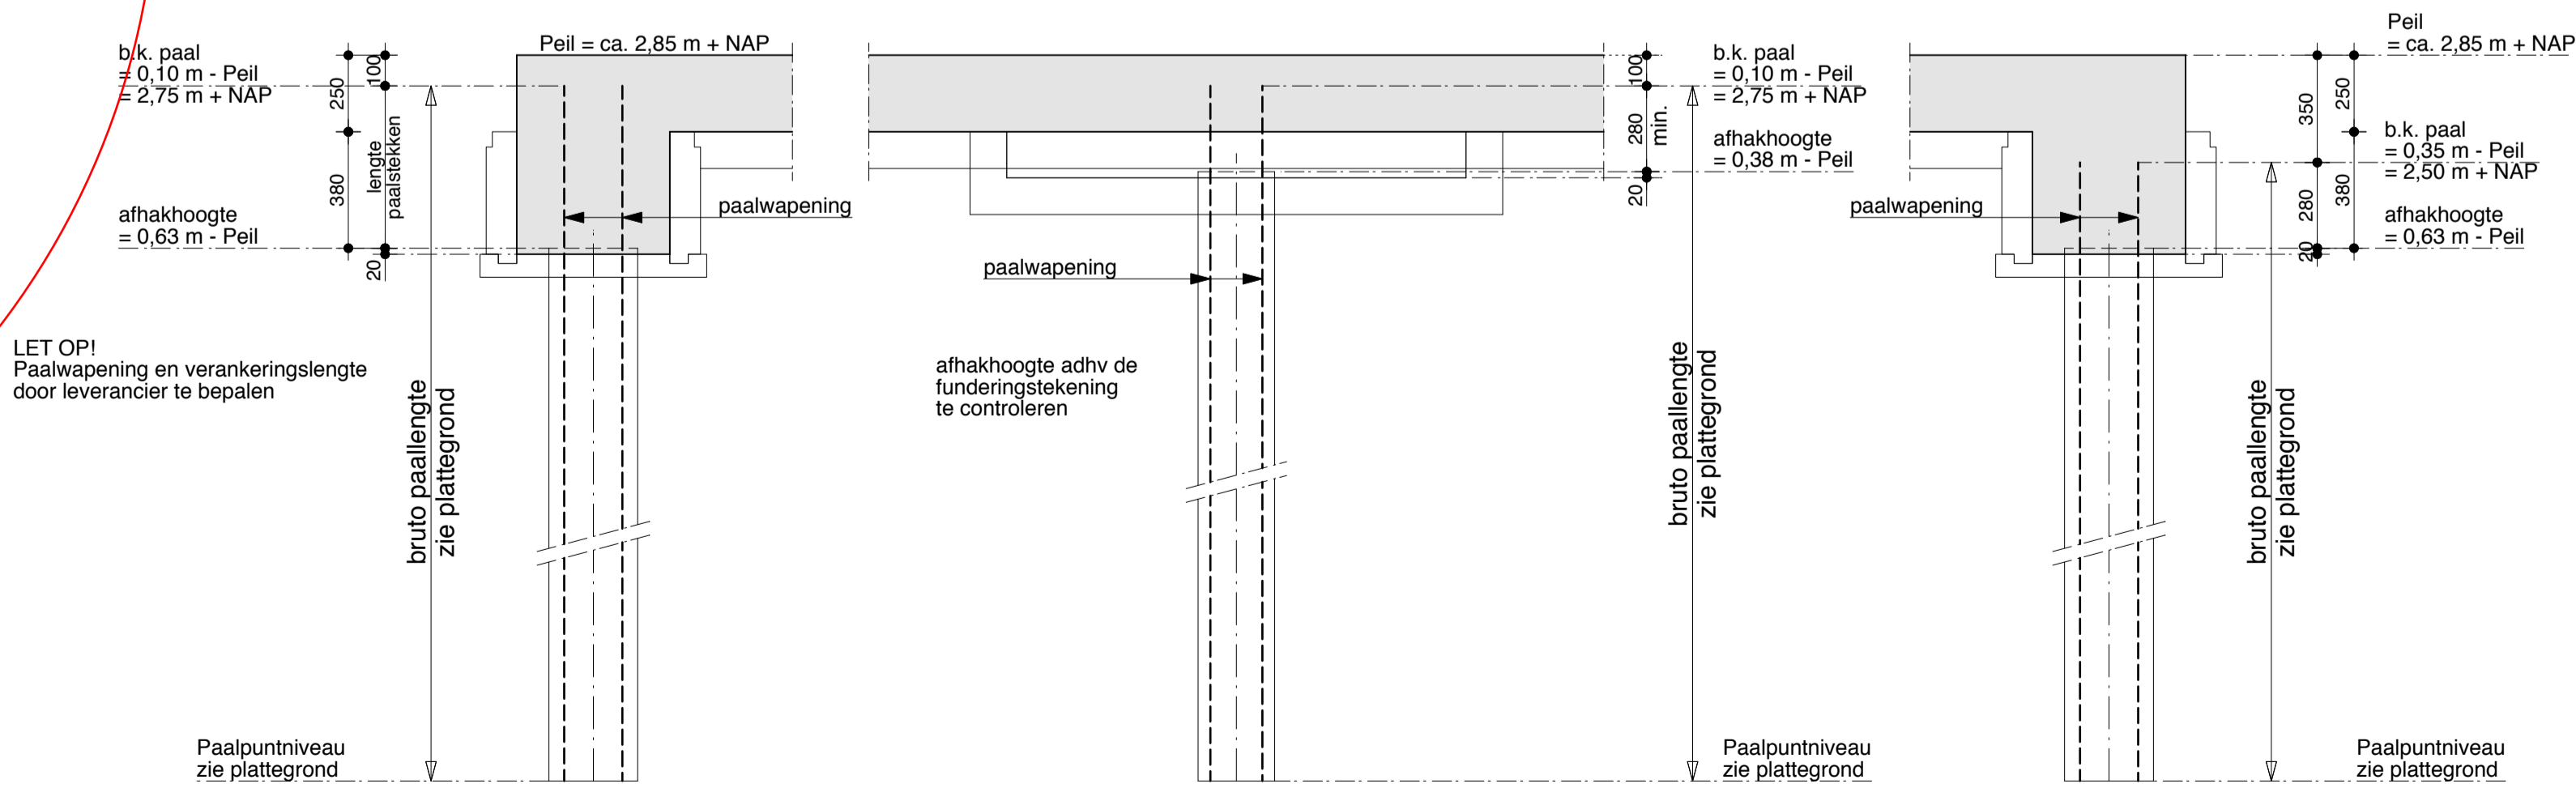 b.k. paal
= 0,10 m - Peil
= 2,75 m + NAP
250
100
380
lengte
paalstekken
20
afhakhoogte
= 0,63 m - Peil
Peil = ca. 2,85 m + NAP
paalwapening
LET OP!
Paalwapening en verankeringslengte
door leverancier te bepalen
bruto paallengte
zie plattegrond
Paalpuntniveau
zie plattegrond
paalwapening
afhakhoogte adhv de
funderingstekening
te controleren
100
280
min.
20
b.k. paal
= 0,10 m - Peil
= 2,75 m + NAP
afhakhoogte
= 0,38 m - Peil
bruto paallengte
zie plattegrond
Paalpuntniveau
zie plattegrond
paalwapening
Peil
= ca. 2,85 m + NAP
350
250
280
380
20
b.k. paal
= 0,35 m - Peil
= 2,50 m + NAP
afhakhoogte
= 0,63 m - Peil
bruto paallengte
zie plattegrond
Paalpuntniveau
zie plattegrond